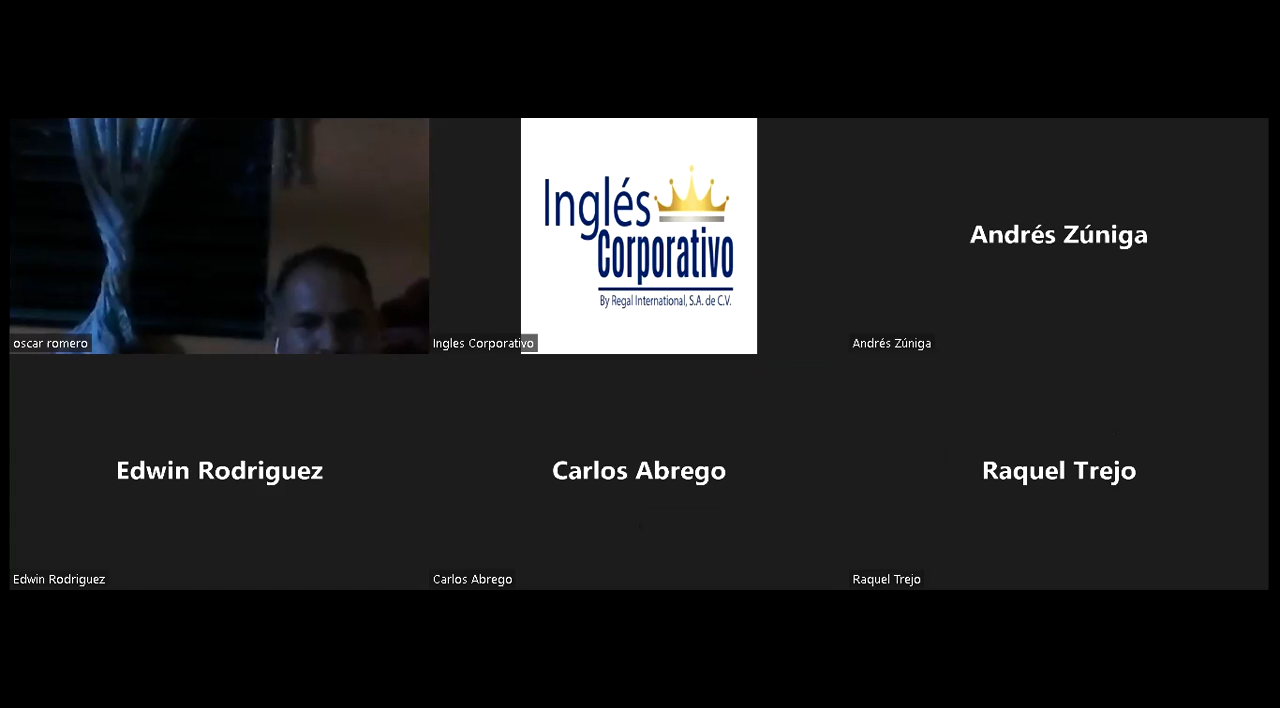 oscar romero
Inglés
Corporativo
By Regal International, S.A. de C.V.
Ingles Corporativo
Andrés Zúniga
Andrés Zúniga
Edwin Rodriguez
Edwin Rodriguez
Carlos Abrego
Carlos Abrego
Raquel Trejo
Raquel Trejo